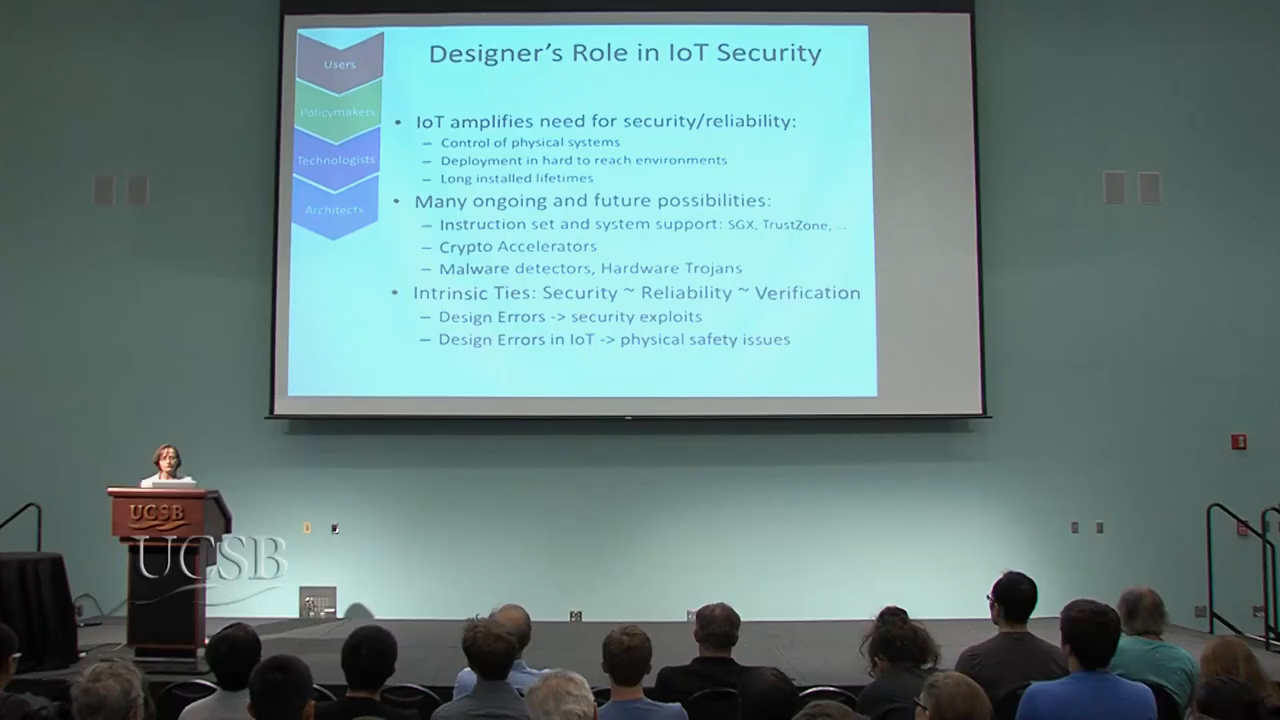 Designer's Role in IoT Security
Users
Policymakers
Technologists
Architects
• IoT amplifies need for security/reliability:
– Control of physical systems
– Deployment in hard to reach environments
– Long installed lifetimes
• Many ongoing and future possibilities:
– Instruction set and system support: SGX, TrustZone, ...
– Crypto Accelerators
– Malware detectors, Hardware Trojans
• Intrinsic Ties: Security ~ Reliability ~ Verification
– Design Errors -> security exploits
– Design Errors in IoT -> physical safety issues
UCSB
UCSB